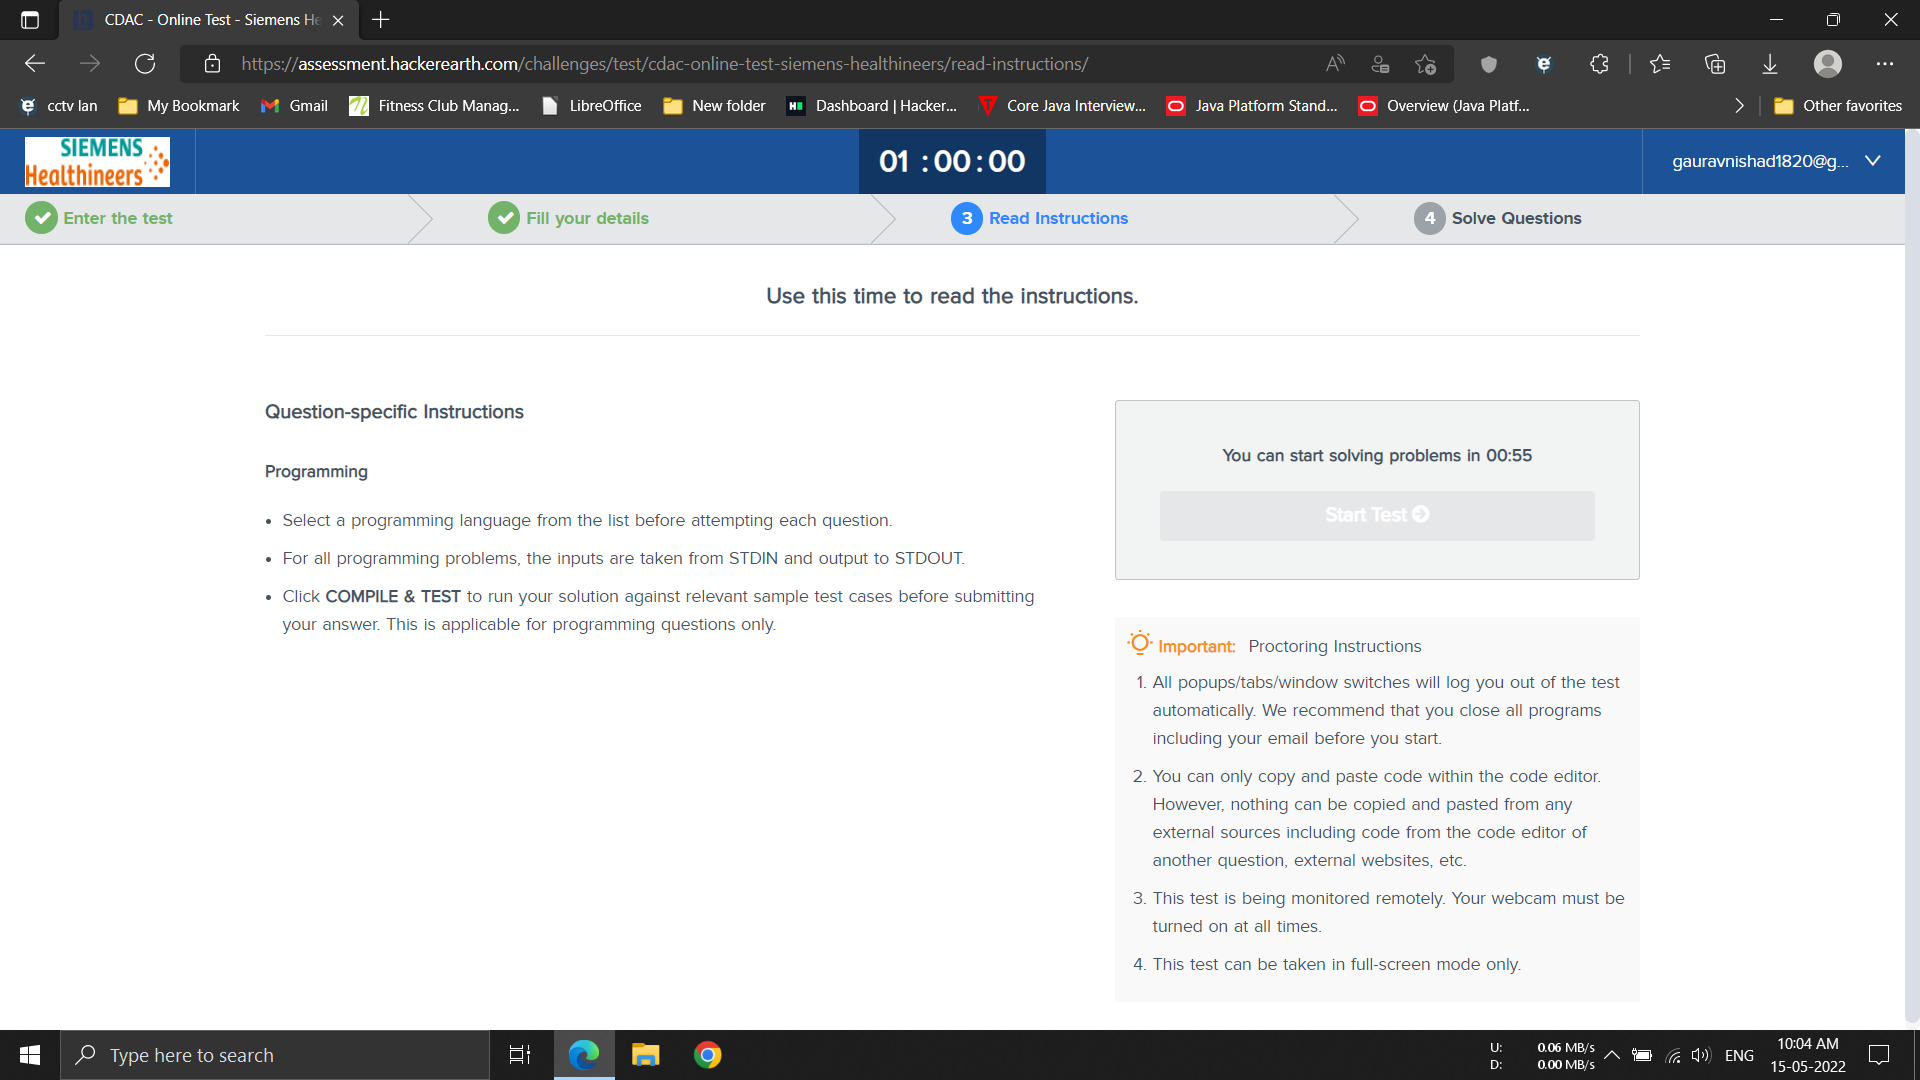 CDAC - Online Test - Siemens He
https://assessment.hackerearth.com/challenges/test/cdac-online-test-siemens-healthineers/read-instructions/
cctv lan My Bookmark Gmail Fitness Club Manag... LibreOffice New folder Dashboard | Hacker... Core Java Interview... Java Platform Stand... Overview (Java Platf... Other favorites
SIEMENS
Healthineers
01 : 00 : 00
gauravnishad1820@g...
Enter the test Fill your details 3 Read Instructions 4 Solve Questions
Use this time to read the instructions.
Question-specific Instructions
Programming
• Select a programming language from the list before attempting each question.
• For all programming problems, the inputs are taken from STDIN and output to STDOUT.
• Click COMPILE & TEST to run your solution against relevant sample test cases before submitting
your answer. This is applicable for programming questions only.
You can start solving problems in 00:55
Start Test
Important: Proctoring Instructions
1. All popups/tabs/window switches will log you out of the test
automatically. We recommend that you close all programs
including your email before you start.
2. You can only copy and paste code within the code editor.
However, nothing can be copied and pasted from any
external sources including code from the code editor of
another question, external websites, etc.
3. This test is being monitored remotely. Your webcam must be
turned on at all times.
4. This test can be taken in full-screen mode only.
Type here to search
U: 0.06 MB/s
D: 0.00 MB/s
ENG
10:04 AM
15-05-2022